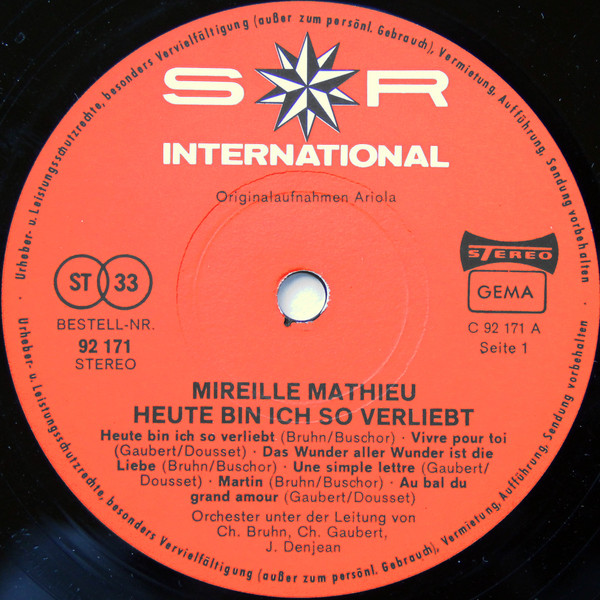 Urheber- u. Leistungsschutzrechte, besonders Vervielfältigung (außer zum persönl. Gebrauch), Vermietung, Aufführung, Sendung vorbehalten
S R
INTERNATIONAL
Originalaufnahmen Ariola
STEREO
ST 33
GEMA
BESTELL-NR.
92 171
STEREO
C 92 171 A
Seite 1
MIREILLE MATHIEU
HEUTE BIN ICH SO VERLIEBT
Heute bin ich so verliebt (Bruhn/Buschor) · Vivre pour toi
(Gaubert/Dousset) · Das Wunder aller Wunder ist die
Liebe (Bruhn/Buschor) · Une simple lettre (Gaubert/
Dousset) · Martin (Bruhn/Buschor) · Au bal du
grand amour (Gaubert/Dousset)
Orchester unter der Leitung von
Ch. Bruhn, Ch. Gaubert,
J. Denjean
Urheber- u. Leistungsschutzrechte, besonders Vervielfältigung (außer zum persönl. Gebrauch), Vermietung, Aufführung, Sendung vorbehalten